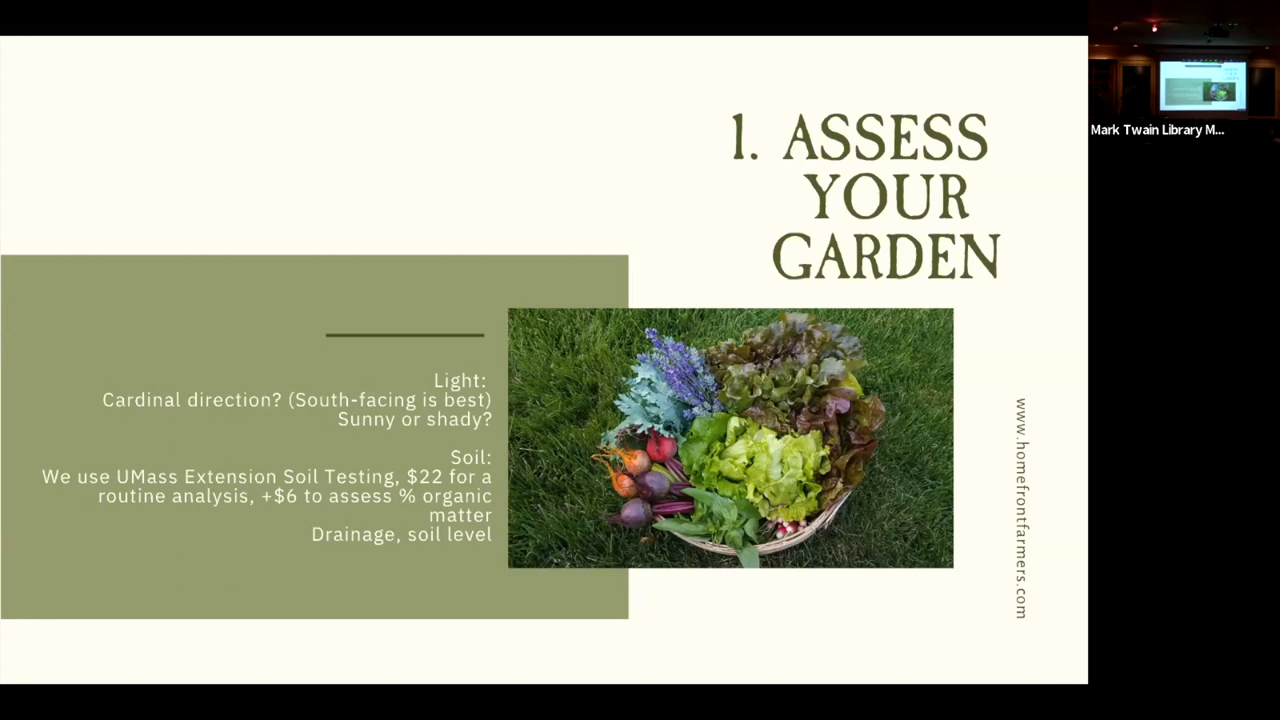 1. ASSESS
YOUR
GARDEN
Light:
Cardinal direction? (South-facing is best)
Sunny or shady?
Soil:
We use UMass Extension Soil Testing, $22 for a
routine analysis, +$6 to assess % organic
matter
Drainage, soil level
www.homefrontfarmers.com
Mark Twain Library M...